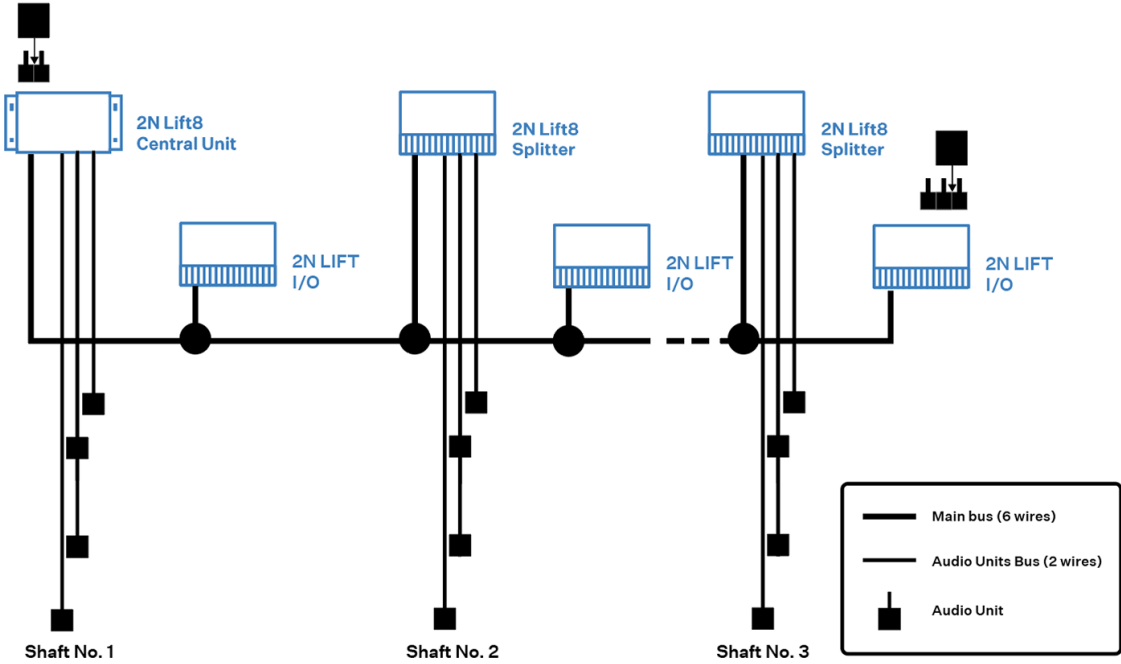 2N Lift8
Central Unit
2N Lift8
Splitter
2N Lift8
Splitter
2N LIFT
I/O
2N LIFT
I/O
2N LIFT
I/O
Main bus (6 wires)
Audio Units Bus (2 wires)
Audio Unit
Shaft No. 1
Shaft No. 2
Shaft No. 3